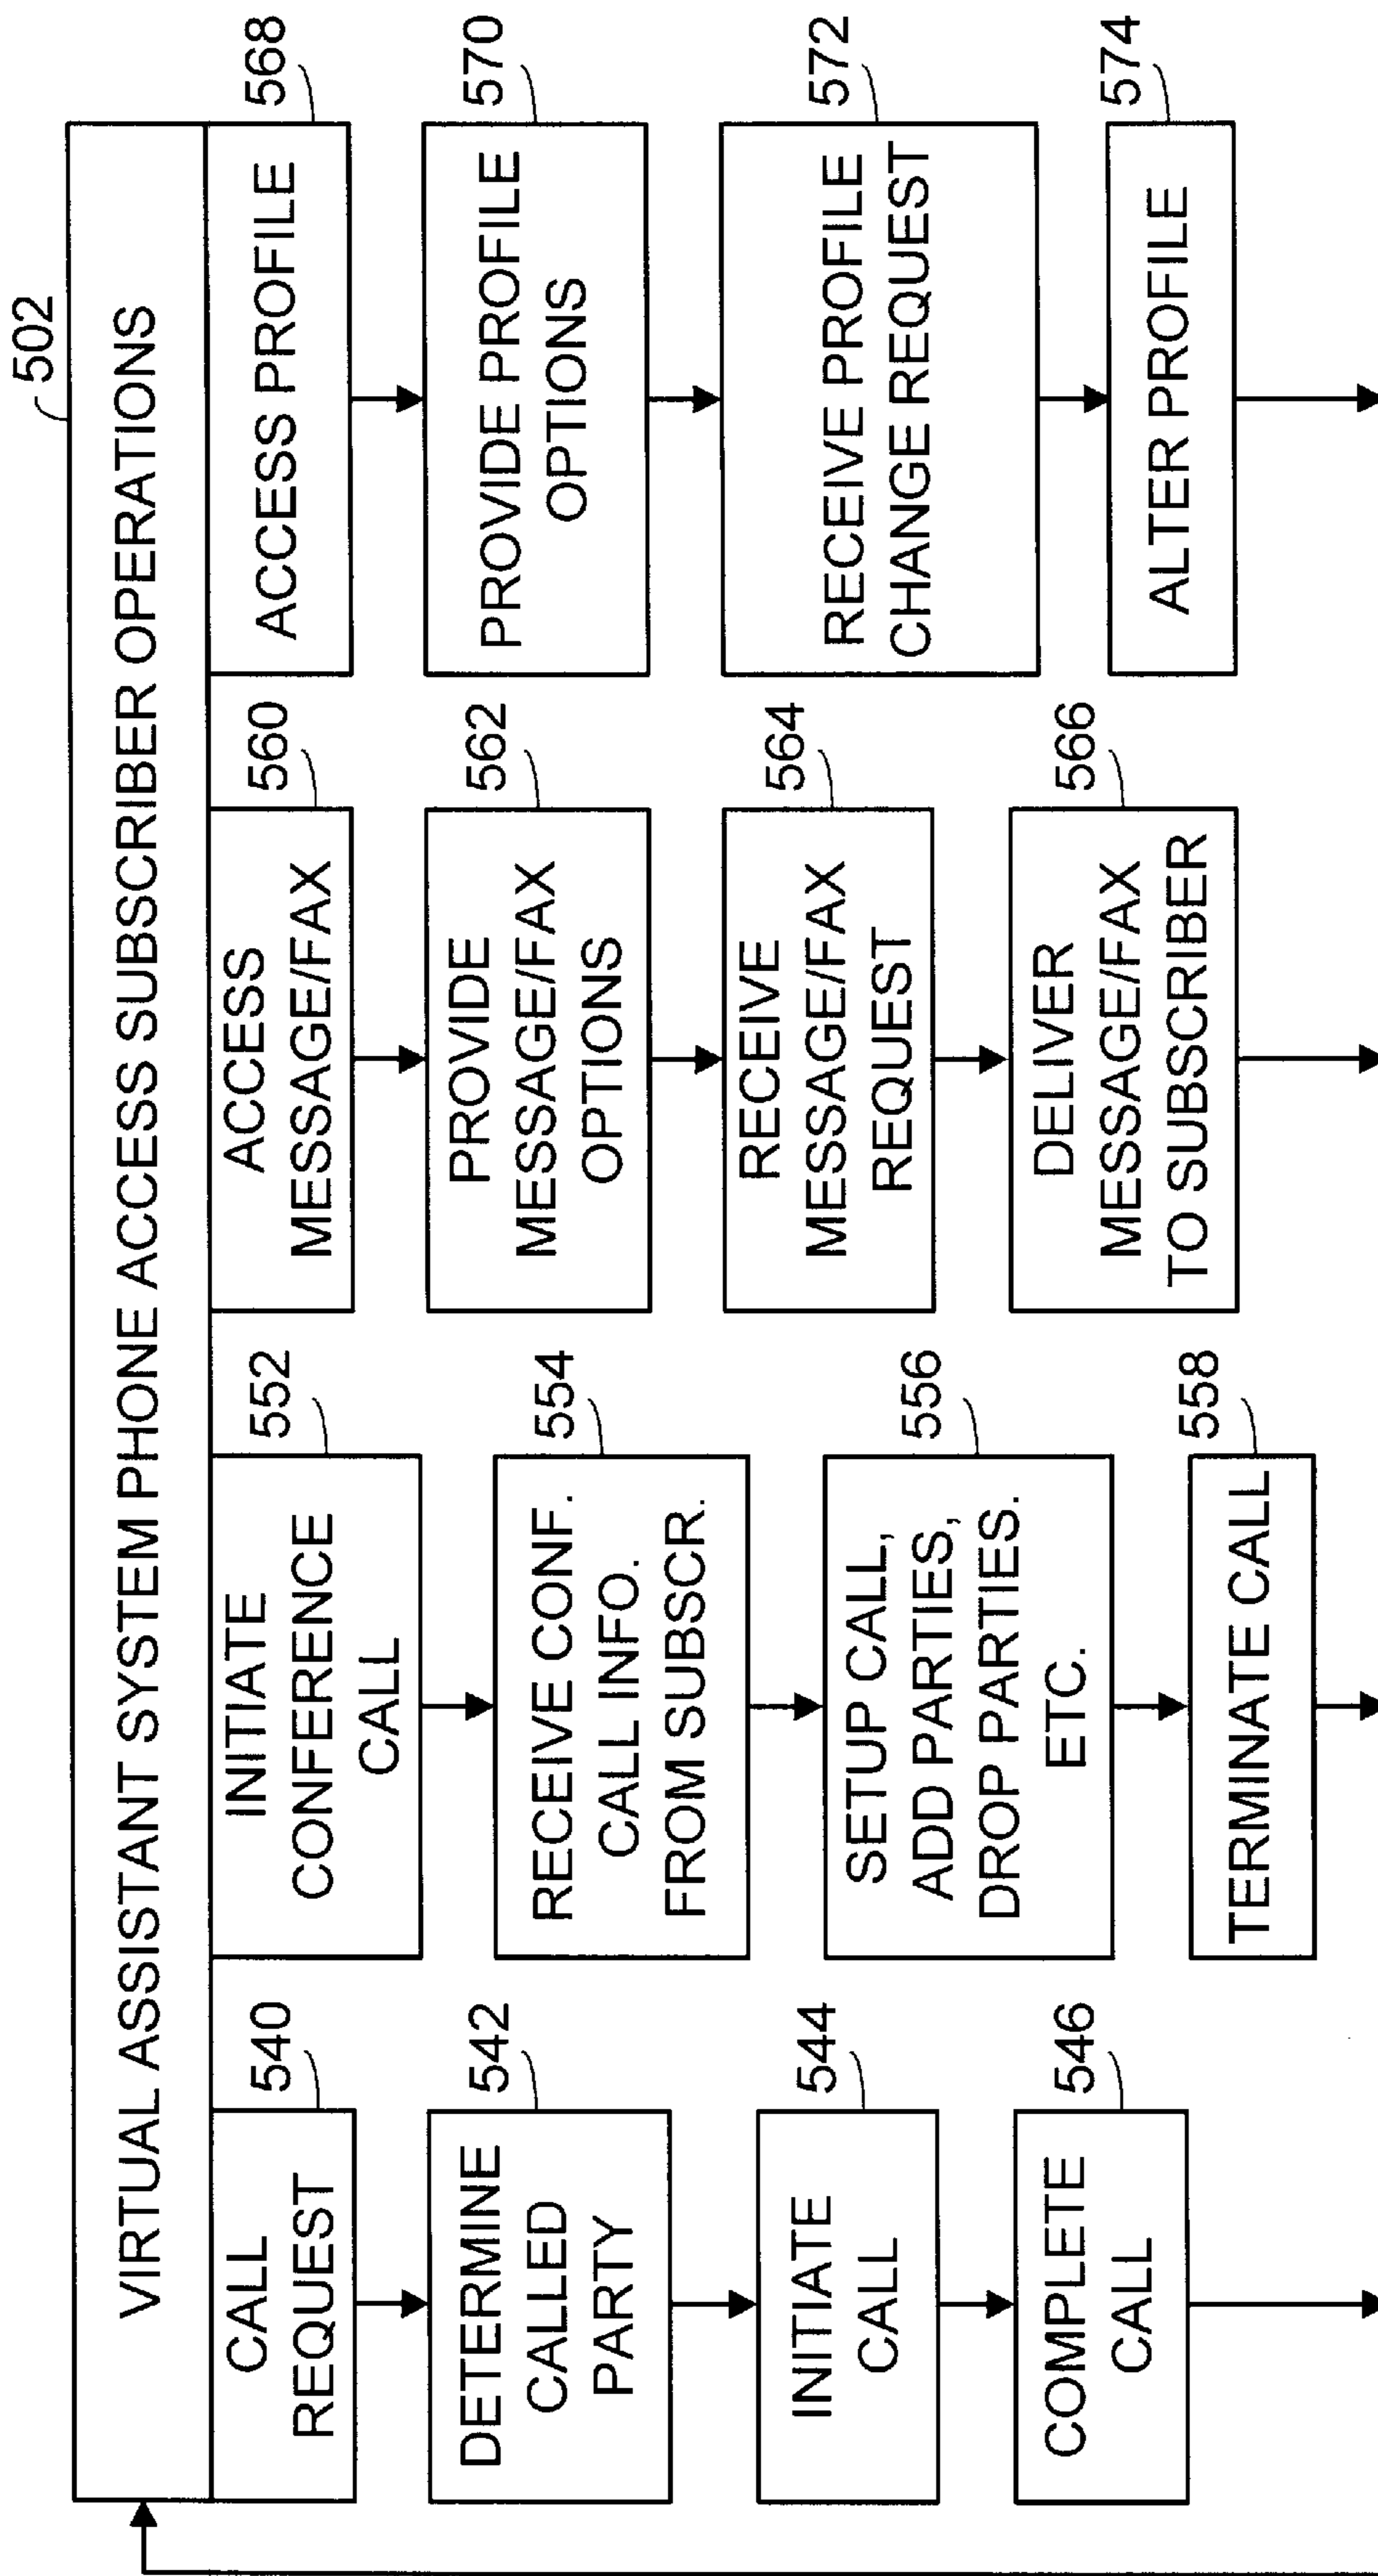 502
VIRTUAL ASSISTANT SYSTEM PHONE ACCESS SUBSCRIBER OPERATIONS
540
CALL
REQUEST
542
DETERMINE
CALLED
PARTY
544
INITIATE
CALL
546
COMPLETE
CALL
552
INITIATE
CONFERENCE
CALL
554
RECEIVE CONF.
CALL INFO.
FROM SUBSCR.
556
SETUP CALL,
ADD PARTIES,
DROP PARTIES.
ETC.
558
TERMINATE CALL
560
ACCESS
MESSAGE/FAX
562
PROVIDE
MESSAGE/FAX
OPTIONS
564
RECEIVE
MESSAGE/FAX
REQUEST
566
DELIVER
MESSAGE/FAX
TO SUBSCRIBER
568
ACCESS PROFILE
570
PROVIDE PROFILE
OPTIONS
572
RECEIVE PROFILE
CHANGE REQUEST
574
ALTER PROFILE